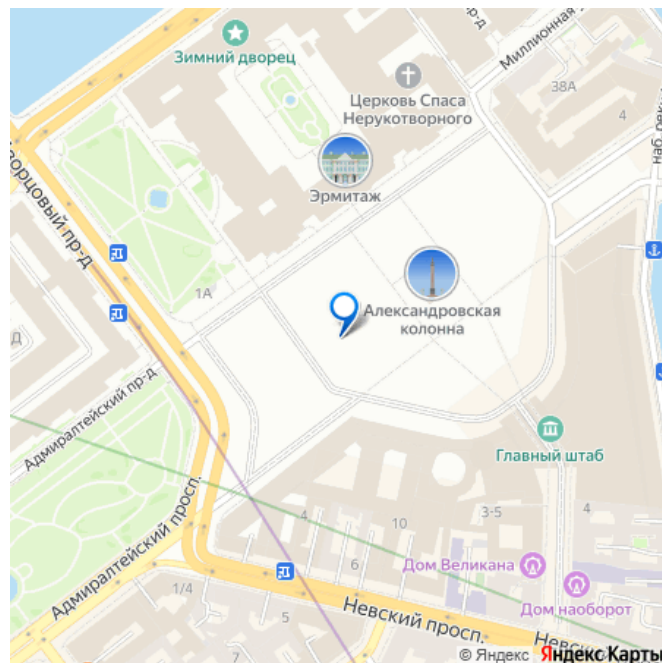 Зимний дворец
Миллионная
пр-д
38А
4
Церковь Спаса
Нерукотворного
Эрмитаж
Дворцовый пр-д
1А
Александровская
колонна
Д
Адмиралтейский пр-д
Главный штаб
Адмиралтейский просп.
4
10
3-5
4
6
Дом Великана
1/4
5
Дом наоборот
Невский просп.
Невск
© Яндекс Яндекс Карты